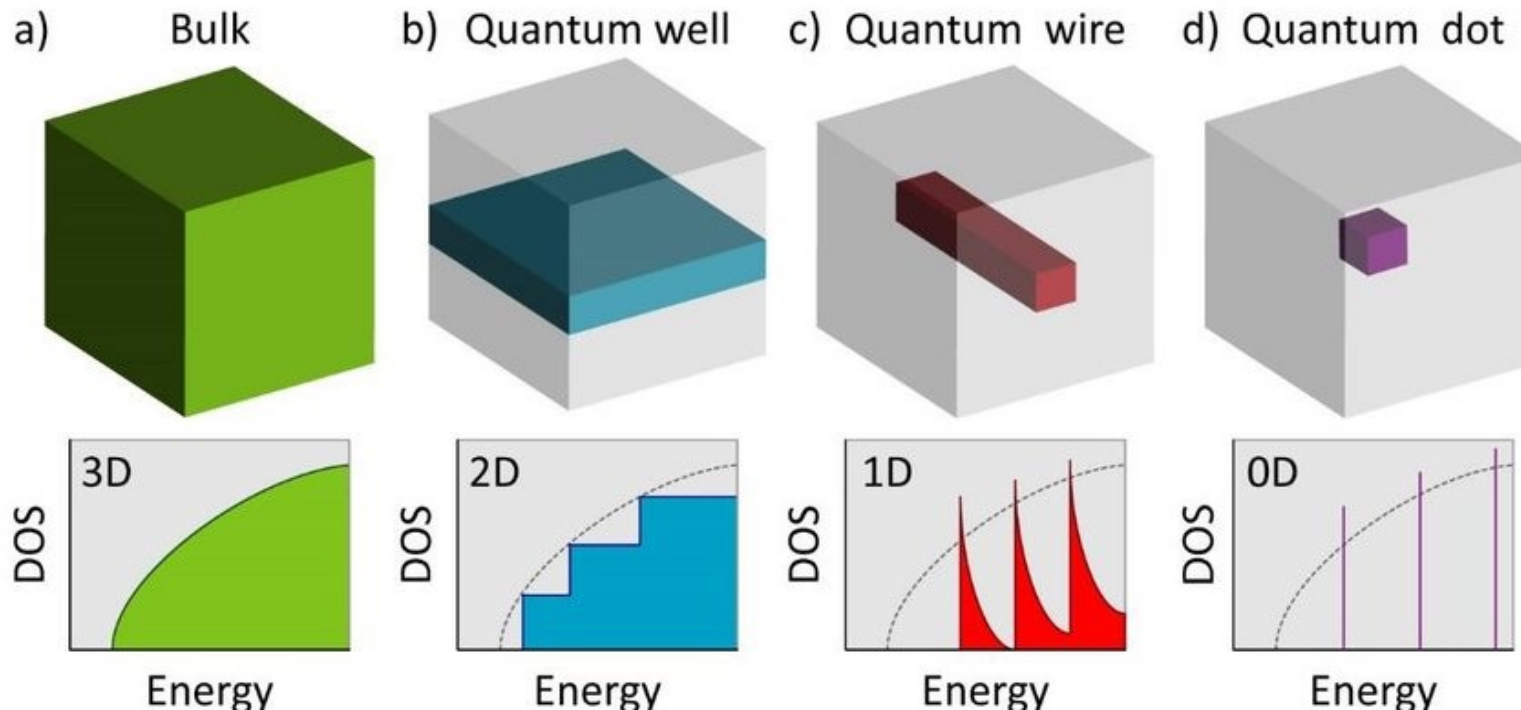 a) Bulk
b) Quantum well
c) Quantum wire
d) Quantum dot
3D
DOS
Energy
2D
DOS
Energy
1D
DOS
Energy
0D
DOS
Energy